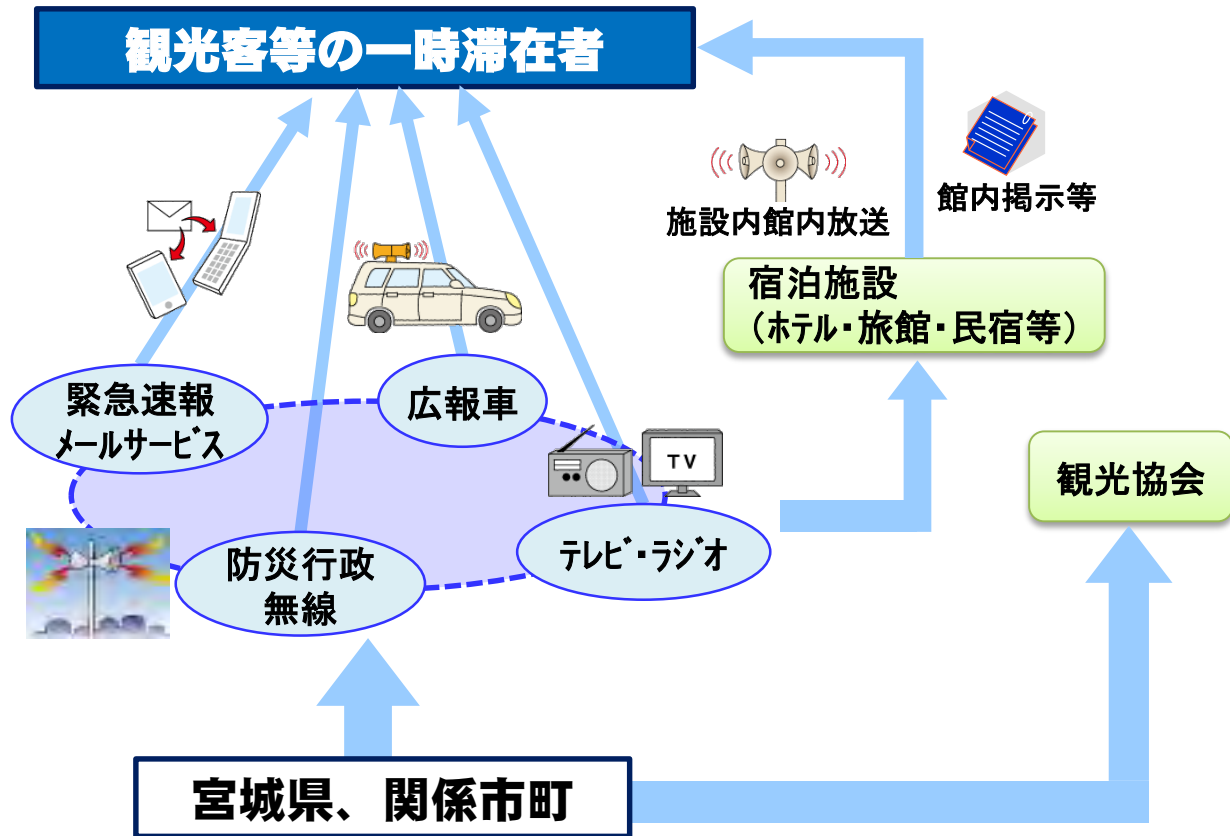 観光客等の一時滞在者
施設内館内放送
館内掲示等
宿泊施設
（ホテル・旅館・民宿等）
緊急速報
メールサービス
広報車
TV
観光協会
防災行政
無線
テレビ・ラジオ
宮城県、関係市町